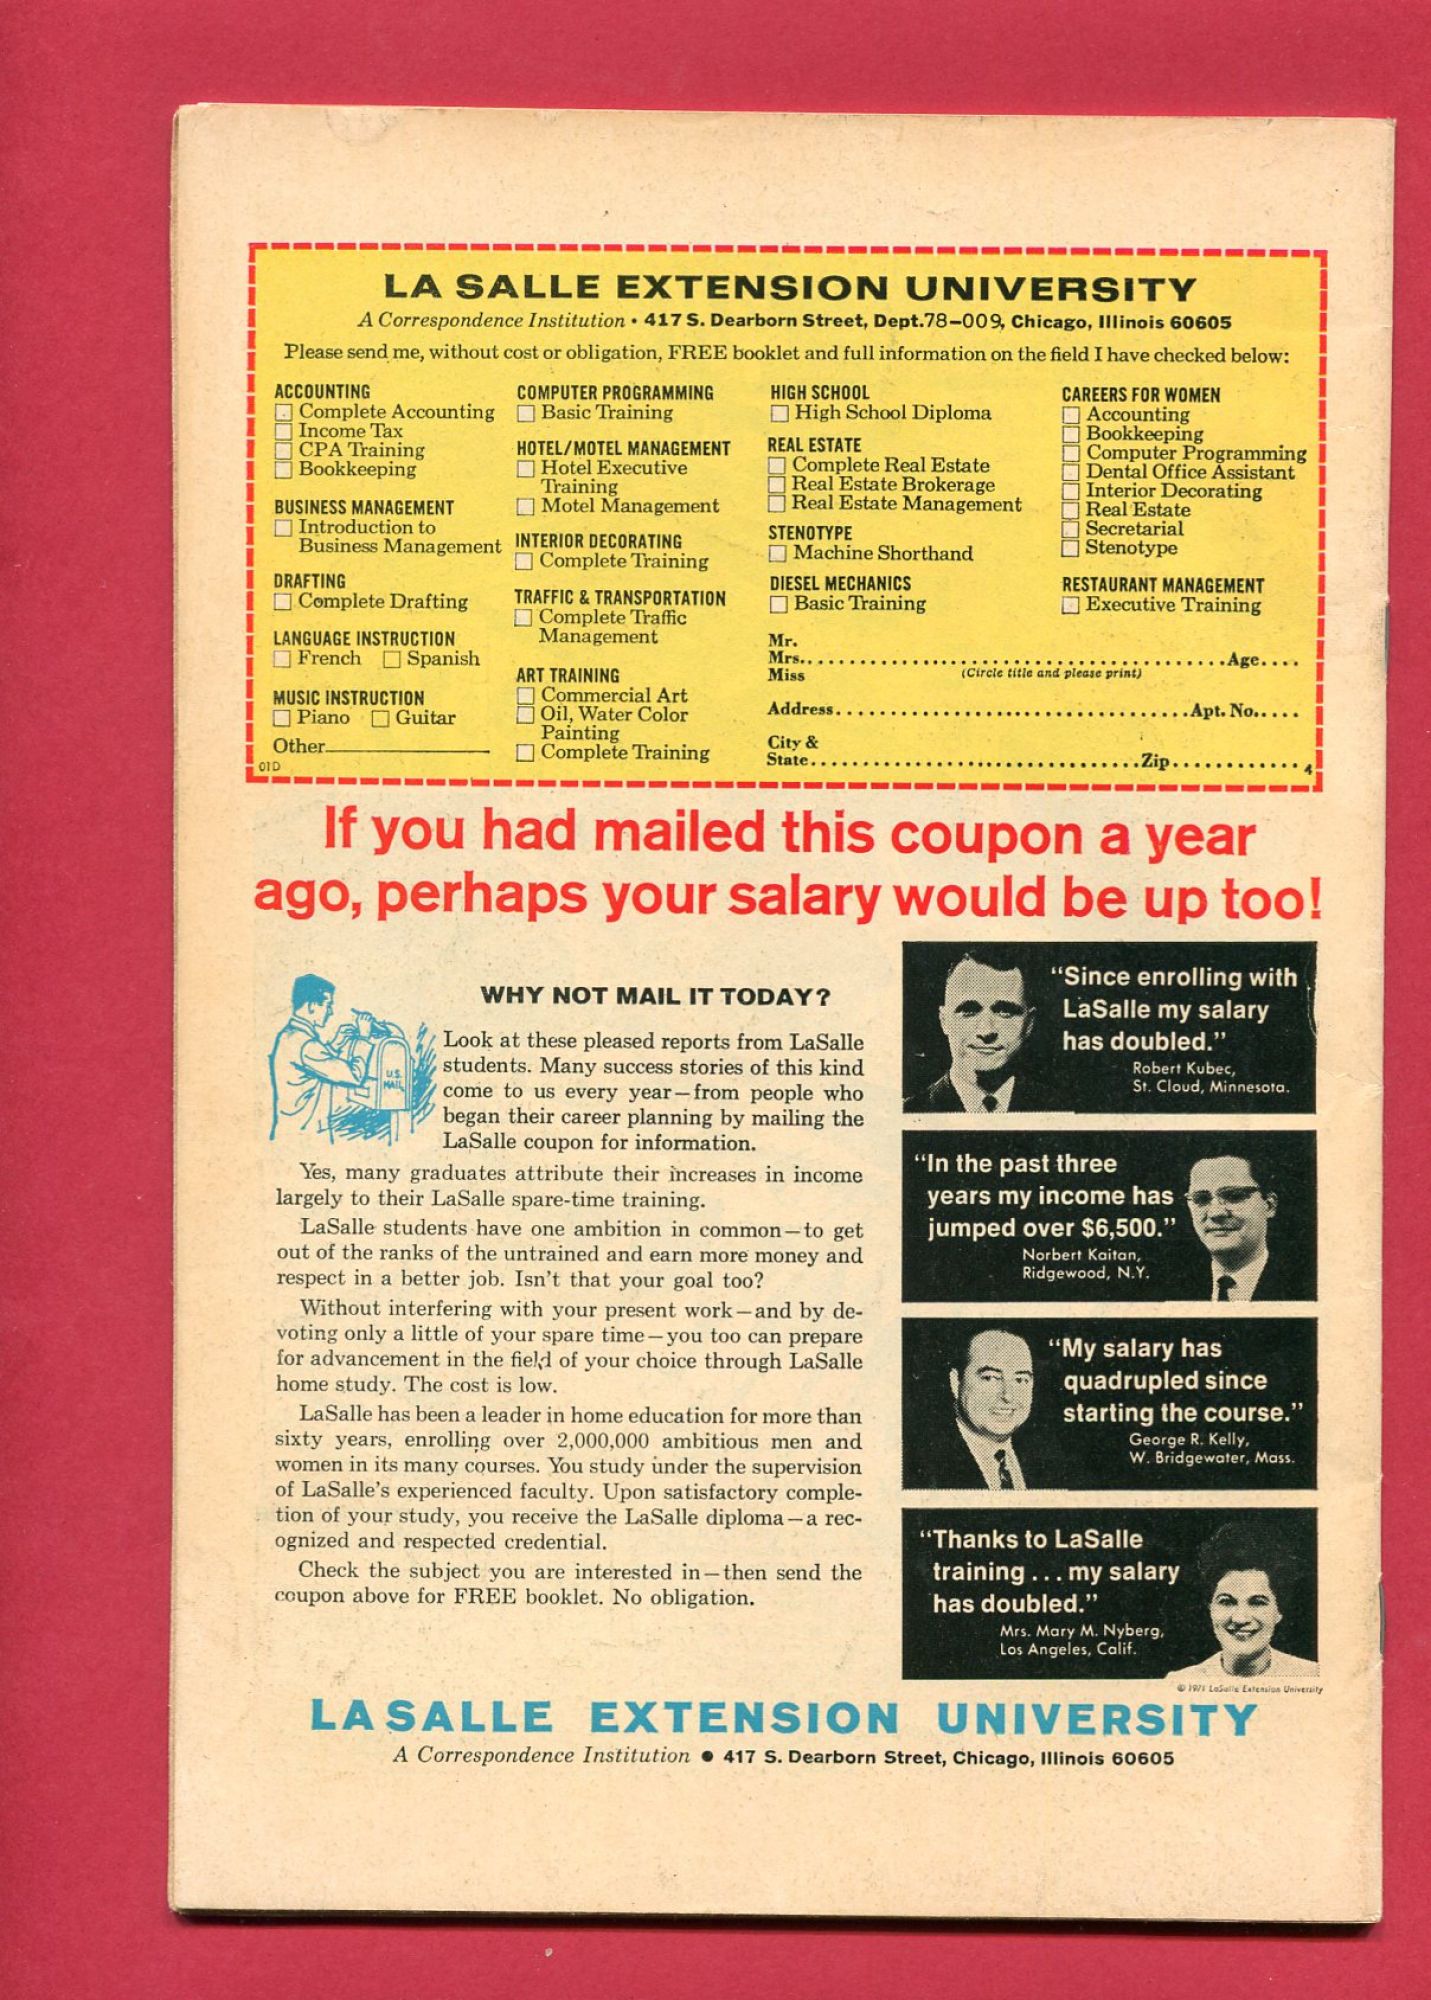 LA SALLE EXTENSION UNIVERSITY
A Correspondence Institution • 417 S. Dearborn Street, Dept.78–009, Chicago, Illinois 60605
Please send me, without cost or obligation, FREE booklet and full information on the field I have checked below:
ACCOUNTING
Complete Accounting
Income Tax
CPA Training
Bookkeeping
BUSINESS MANAGEMENT
Introduction to
Business Management
DRAFTING
Complete Drafting
LANGUAGE INSTRUCTION
French Spanish
MUSIC INSTRUCTION
Piano Guitar
Other
01D
COMPUTER PROGRAMMING
Basic Training
HOTEL/MOTEL MANAGEMENT
Hotel Executive
Training
Motel Management
INTERIOR DECORATING
Complete Training
TRAFFIC & TRANSPORTATION
Complete Traffic
Management
ART TRAINING
Commercial Art
Oil, Water Color
Painting
Complete Training
HIGH SCHOOL
High School Diploma
REAL ESTATE
Complete Real Estate
Real Estate Brokerage
Real Estate Management
STENOTYPE
Machine Shorthand
DIESEL MECHANICS
Basic Training
CAREERS FOR WOMEN
Accounting
Bookkeeping
Computer Programming
Dental Office Assistant
Interior Decorating
Real Estate
Secretarial
Stenotype
RESTAURANT MANAGEMENT
Executive Training
Mr.
Mrs. Age
Miss (Circle title and please print)
Address Apt. No.
City &
State Zip 4
If you had mailed this coupon a year
ago, perhaps your salary would be up too!
U.S.
MAIL
WHY NOT MAIL IT TODAY?
Look at these pleased reports from LaSalle
students. Many success stories of this kind
come to us every year—from people who
began their career planning by mailing the
LaSalle coupon for information.
Yes, many graduates attribute their increases in income
largely to their LaSalle spare-time training.
LaSalle students have one ambition in common—to get
out of the ranks of the untrained and earn more money and
respect in a better job. Isn't that your goal too?
Without interfering with your present work—and by de-
voting only a little of your spare time—you too can prepare
for advancement in the field of your choice through LaSalle
home study. The cost is low.
LaSalle has been a leader in home education for more than
sixty years, enrolling over 2,000,000 ambitious men and
women in its many courses. You study under the supervision
of LaSalle's experienced faculty. Upon satisfactory comple-
tion of your study, you receive the LaSalle diploma—a rec-
ognized and respected credential.
Check the subject you are interested in—then send the
coupon above for FREE booklet. No obligation.
"Since enrolling with
LaSalle my salary
has doubled."
Robert Kubec,
St. Cloud, Minnesota.
"In the past three
years my income has
jumped over $6,500."
Norbert Kaitan,
Ridgewood, N.Y.
"My salary has
quadrupled since
starting the course."
George R. Kelly,
W. Bridgewater, Mass.
"Thanks to LaSalle
training . . . my salary
has doubled."
Mrs. Mary M. Nyberg,
Los Angeles, Calif.
© 1971 LaSalle Extension University
LA SALLE EXTENSION UNIVERSITY
A Correspondence Institution • 417 S. Dearborn Street, Chicago, Illinois 60605